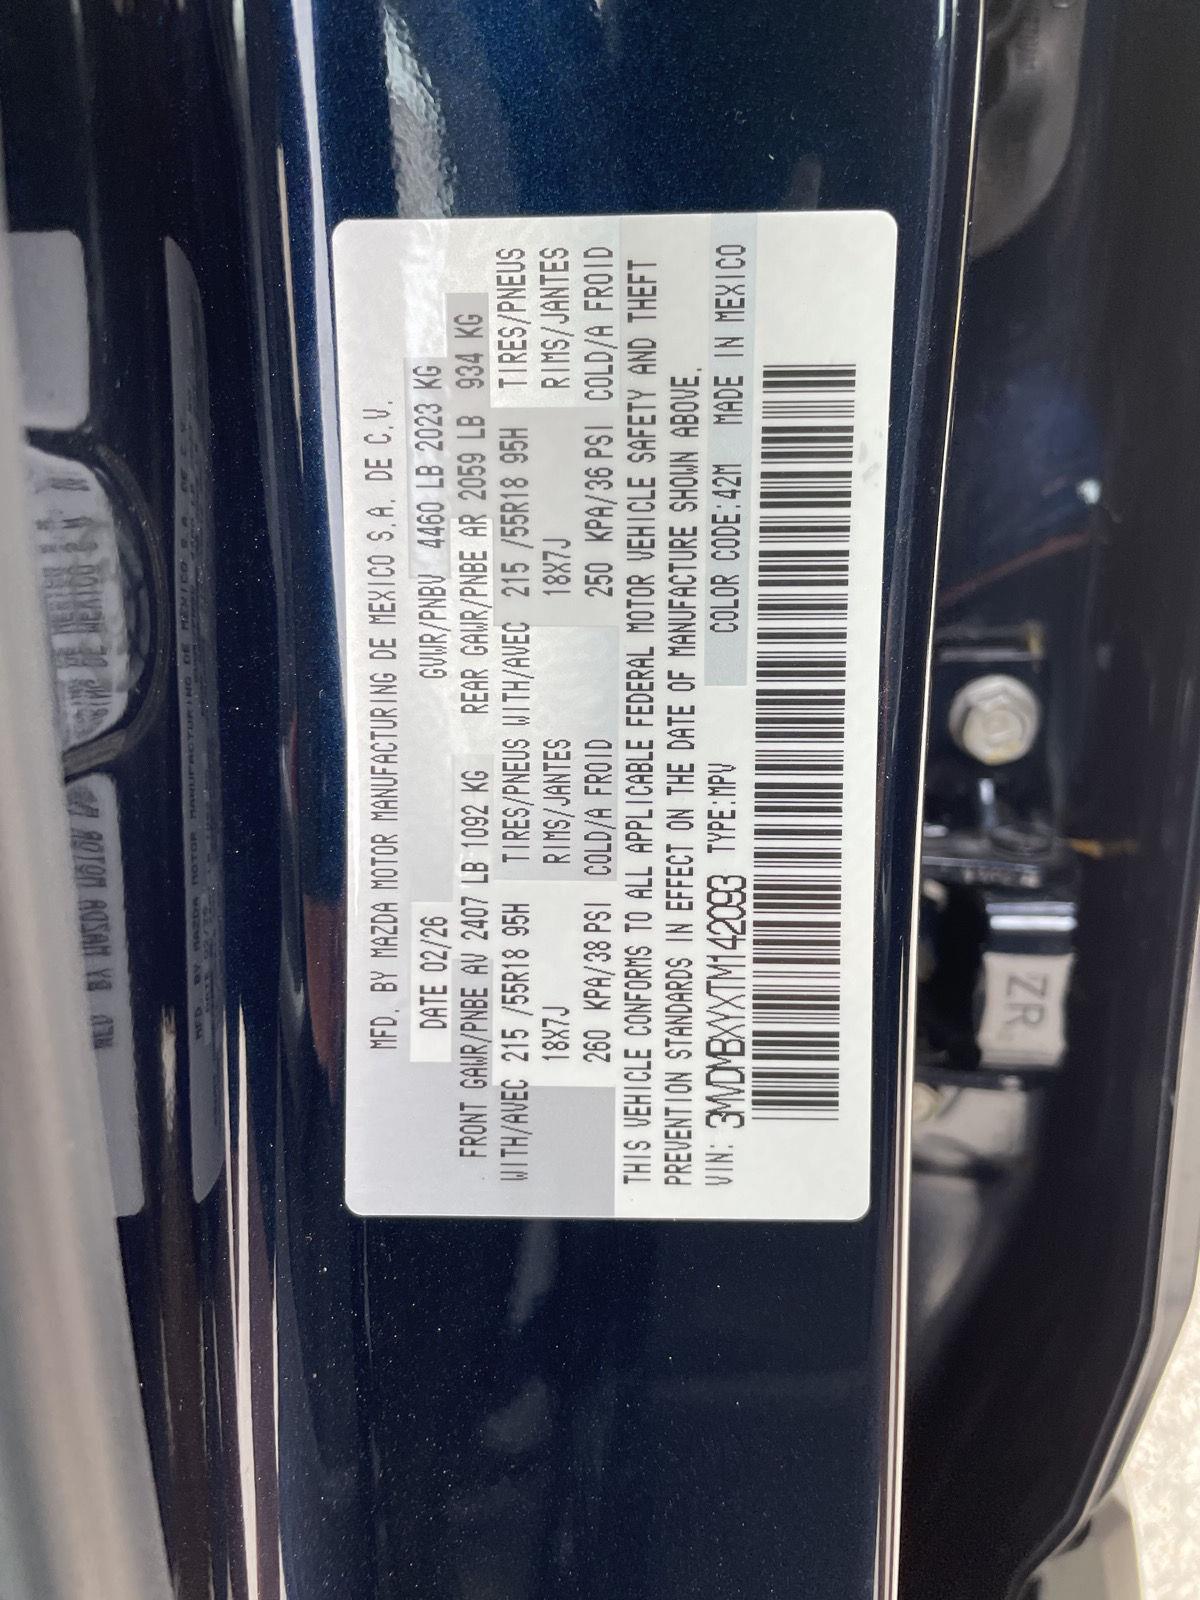 MFD. BY MAZDA MOTOR MANUFACTURING DE MEXICO S.A. DE C.V.
DATE 02/26 GVWR/PNBV 4460 LB 2023 KG
FRONT GAWR/PNBE AV 2407 LB 1092 KG REAR GAWR/PNBE AR 2059 LB 934 KG
WITH/AVEC 215 /55R18 95H TIRES/PNEUS WITH/AVEC 215 /55R18 95H TIRES/PNEUS
18X7J RIMS/JANTES 18X7J RIMS/JANTES
260 KPA/38 PSI COLD/A FROID 250 KPA/36 PSI COLD/A FROID
THIS VEHICLE CONFORMS TO ALL APPLICABLE FEDERAL MOTOR VEHICLE SAFETY AND THEFT
PREVENTION STANDARDS IN EFFECT ON THE DATE OF MANUFACTURE SHOWN ABOVE.
VIN: 3MVDMBXYXTM142093 TYPE:MPV COLOR CODE:42M MADE IN MEXICO
ZR